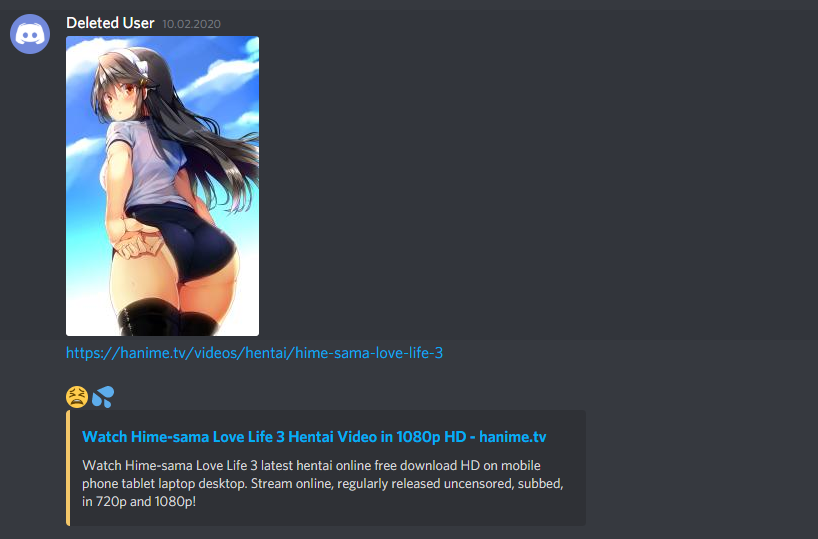 Deleted User 10.02.2020
https://hanime.tv/videos/hentai/hime-sama-love-life-3
😫💦
Watch Hime-sama Love Life 3 Hentai Video in 1080p HD - hanime.tv
Watch Hime-sama Love Life 3 latest hentai online free download HD on mobile
phone tablet laptop desktop. Stream online, regularly released uncensored, subbed,
in 720p and 1080p!